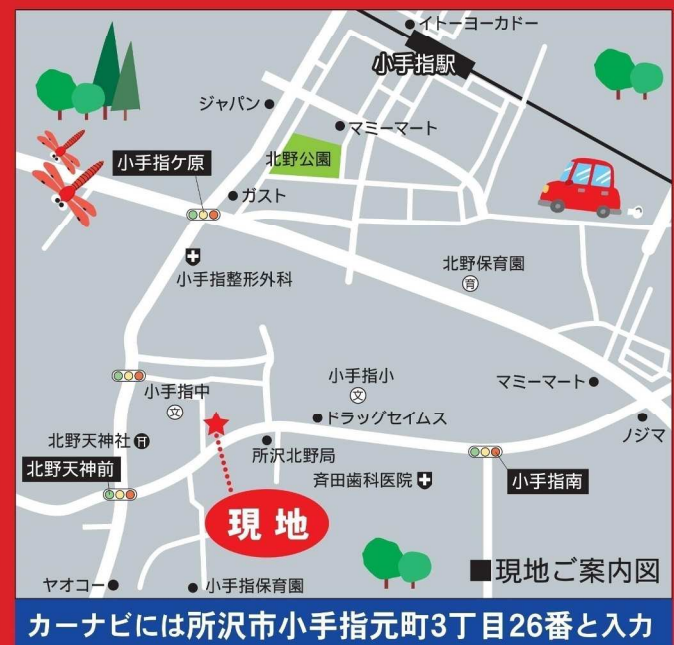 イトーヨーカドー
小手指駅
ジャパン
マミーマート
小手指ケ原
北野公園
ガスト
小手指整形外科
北野保育園
育
小手指中
文
小手指小
文
マミーマート
ドラッグセイムス
ノジマ
北野天神社
所沢北野局
北野天神前
斉田歯科医院
小手指南
現地
ヤオコー
小手指保育園
■現地ご案内図
カーナビには所沢市小手指元町3丁目26番と入力